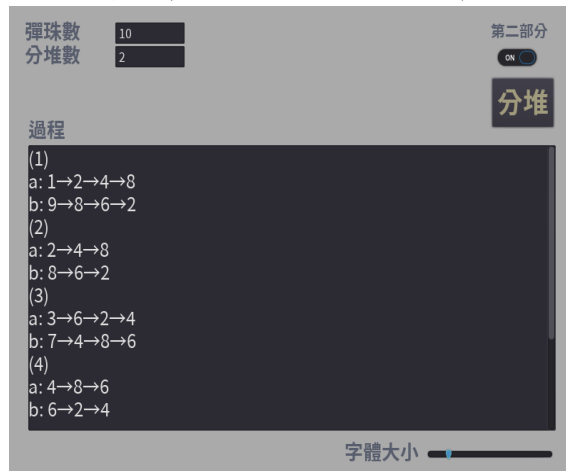 彈珠數 10
分堆數 2
第二部分
ON
分堆
過程
(1)
a: 1→2→4→8
b: 9→8→6→2
(2)
a: 2→4→8
b: 8→6→2
(3)
a: 3→6→2→4
b: 7→4→8→6
(4)
a: 4→8→6
b: 6→2→4
字體大小